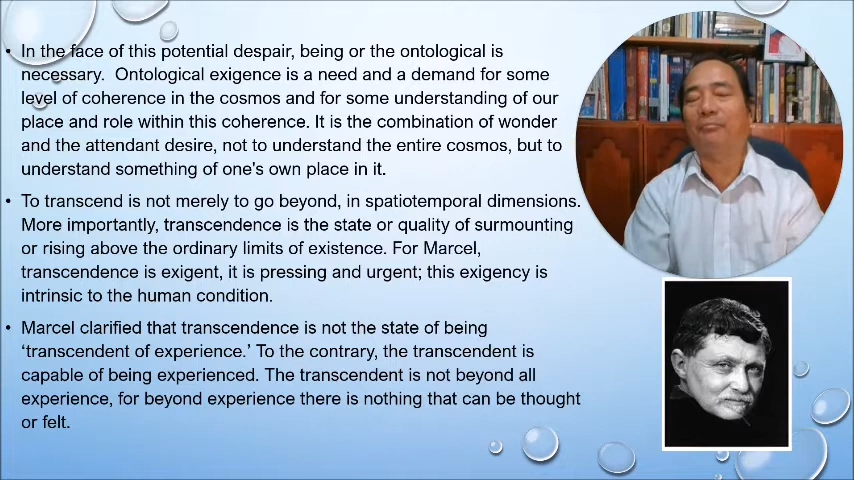 • In the face of this potential despair, being or the ontological is
necessary.  Ontological exigence is a need and a demand for some
level of coherence in the cosmos and for some understanding of our
place and role within this coherence. It is the combination of wonder
and the attendant desire, not to understand the entire cosmos, but to
understand something of one's own place in it.
• To transcend is not merely to go beyond, in spatiotemporal dimensions.
More importantly, transcendence is the state or quality of surmounting
or rising above the ordinary limits of existence. For Marcel,
transcendence is exigent, it is pressing and urgent; this exigency is
intrinsic to the human condition.
• Marcel clarified that transcendence is not the state of being
‘transcendent of experience.’ To the contrary, the transcendent is
capable of being experienced. The transcendent is not beyond all
experience, for beyond experience there is nothing that can be thought
or felt.